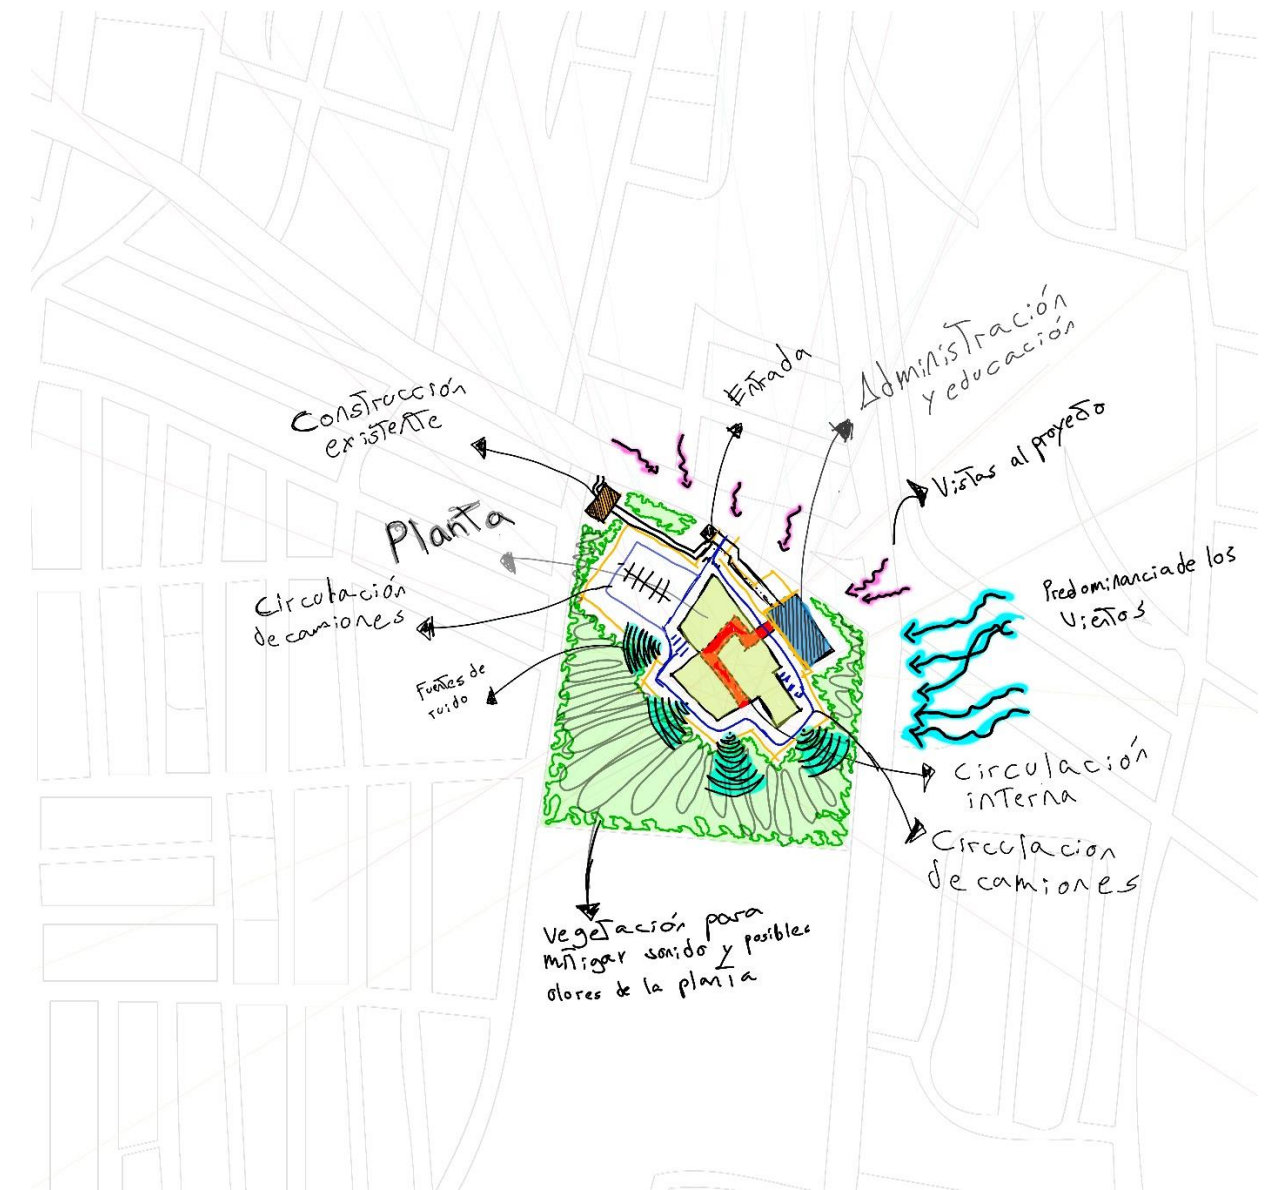 Entrada
Administración
y educación
Construcción
existente
Vistas al proyecto
Planta
Predominancia de los
vientos
Circulación
de camiones
Fuentes de
ruido
Circulación
interna
Circulacion
de camiones
Vegetación para
mitigar sonido y posibles
olores de la planta